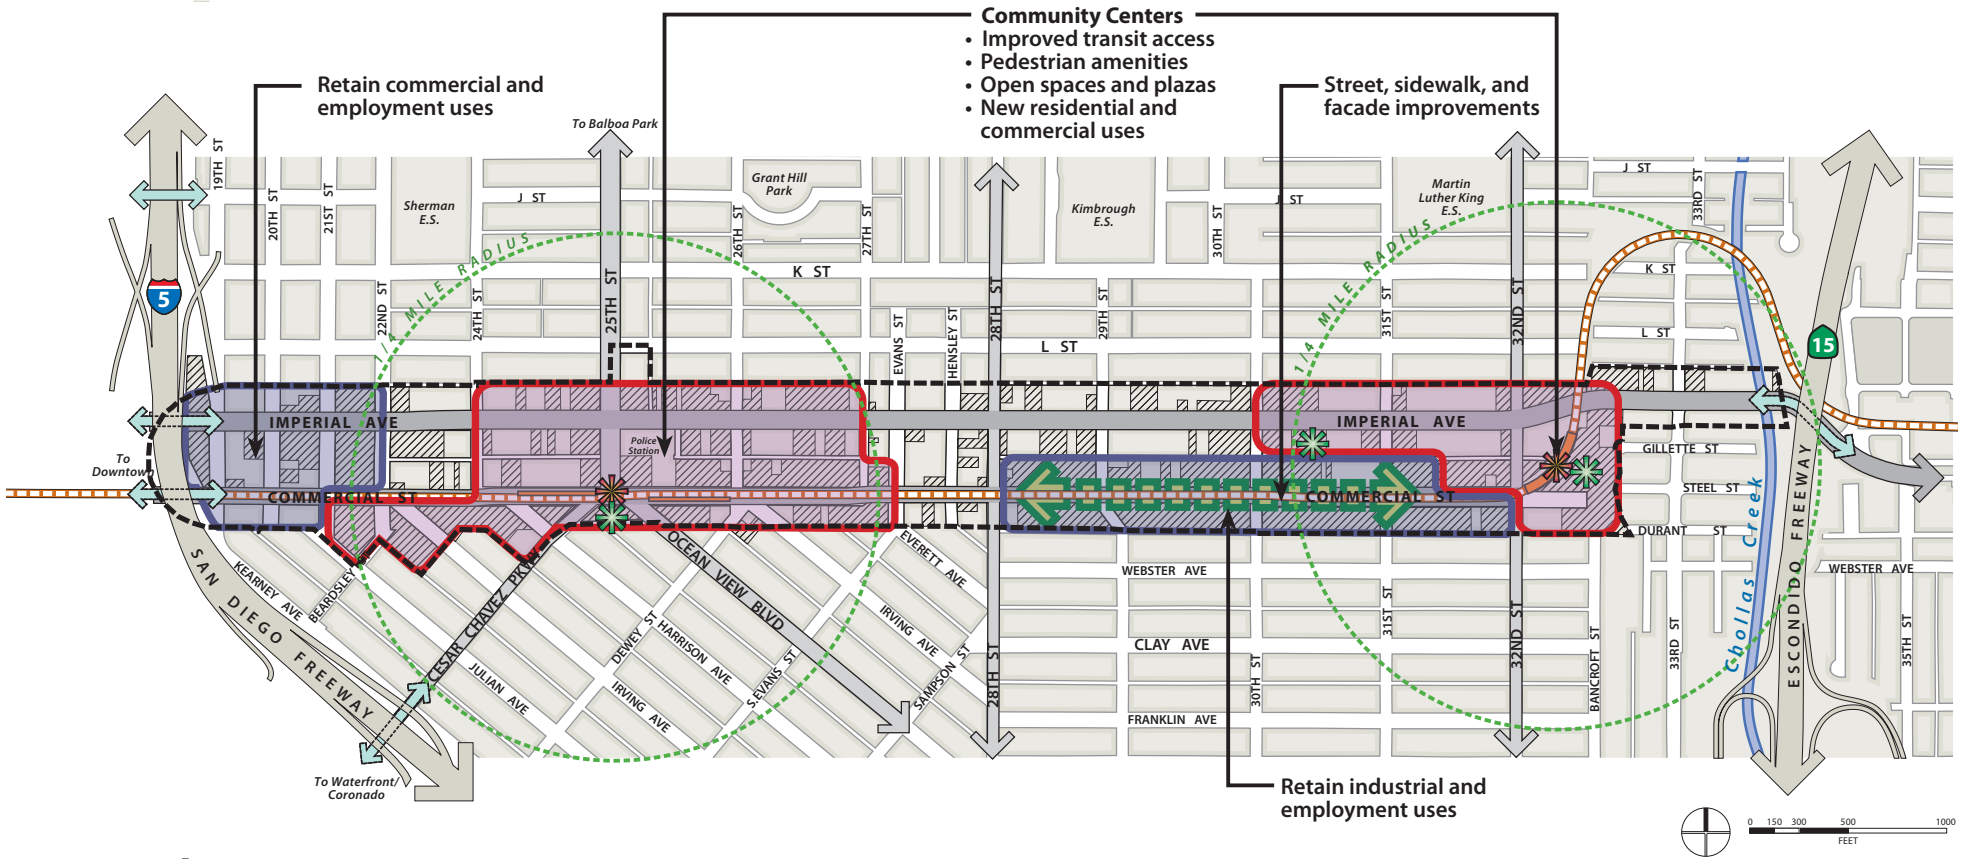 Community Centers
• Improved transit access
• Pedestrian amenities
• Open spaces and plazas
• New residential and
commercial uses
Retain commercial and
employment uses
Street, sidewalk, and
facade improvements
To Balboa Park
19TH ST
20TH ST
21ST ST
22ND ST
24TH ST
25TH ST
26TH ST
27TH ST
28TH ST
29TH ST
30TH ST
31ST ST
32ND ST
33RD ST
Sherman
E.S.
J ST
Grant Hill
Park
Kimbrough
E.S.
J ST
Martin
Luther King
E.S.
J ST
1/4 MILE RADIUS
1/4 MILE RADIUS
K ST
K ST
5
EVANS ST
HENSLEY ST
L ST
L ST
15
IMPERIAL AVE
IMPERIAL AVE
Police
Station
To
Downtow
COMMERCIAL ST
COMMERCIAL ST
GILLETTE ST
STEEL ST
DURANT ST
SAN DIEGO FREEWAY
KEARNEY AVE
BEARDSLEY
CESAR CHAVEZ PKWY
OCEAN VIEW BLVD
EVERETT AVE
WEBSTER AVE
WEBSTER AVE
JULIAN AVE
DEWEY ST
HARRISON AVE
IRVING AVE
IRVING AVE
S.EVANS ST
SAMPSON ST
28TH ST
CLAY AVE
30TH ST
31ST ST
32ND ST
BANCROFT ST
33RD ST
35TH ST
Chollas Creek
ESCONDIDO FREEWAY
FRANKLIN AVE
To Waterfront/
Coronado
Retain industrial and
employment uses
0 150 300 500 1000
FEET